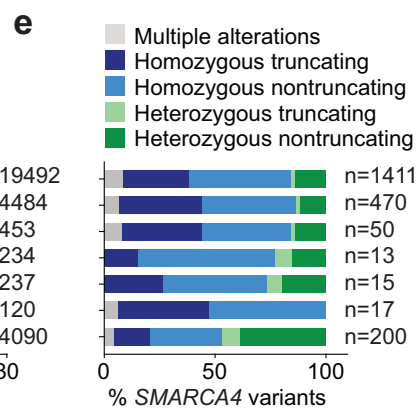 e
Multiple alterations
Homozygous truncating
Homozygous nontruncating
Heterozygous truncating
Heterozygous nontruncating
19492 n=1411
4484 n=470
453 n=50
234 n=13
237 n=15
120 n=17
4090 n=200
30 0 50 100
% SMARCA4 variants